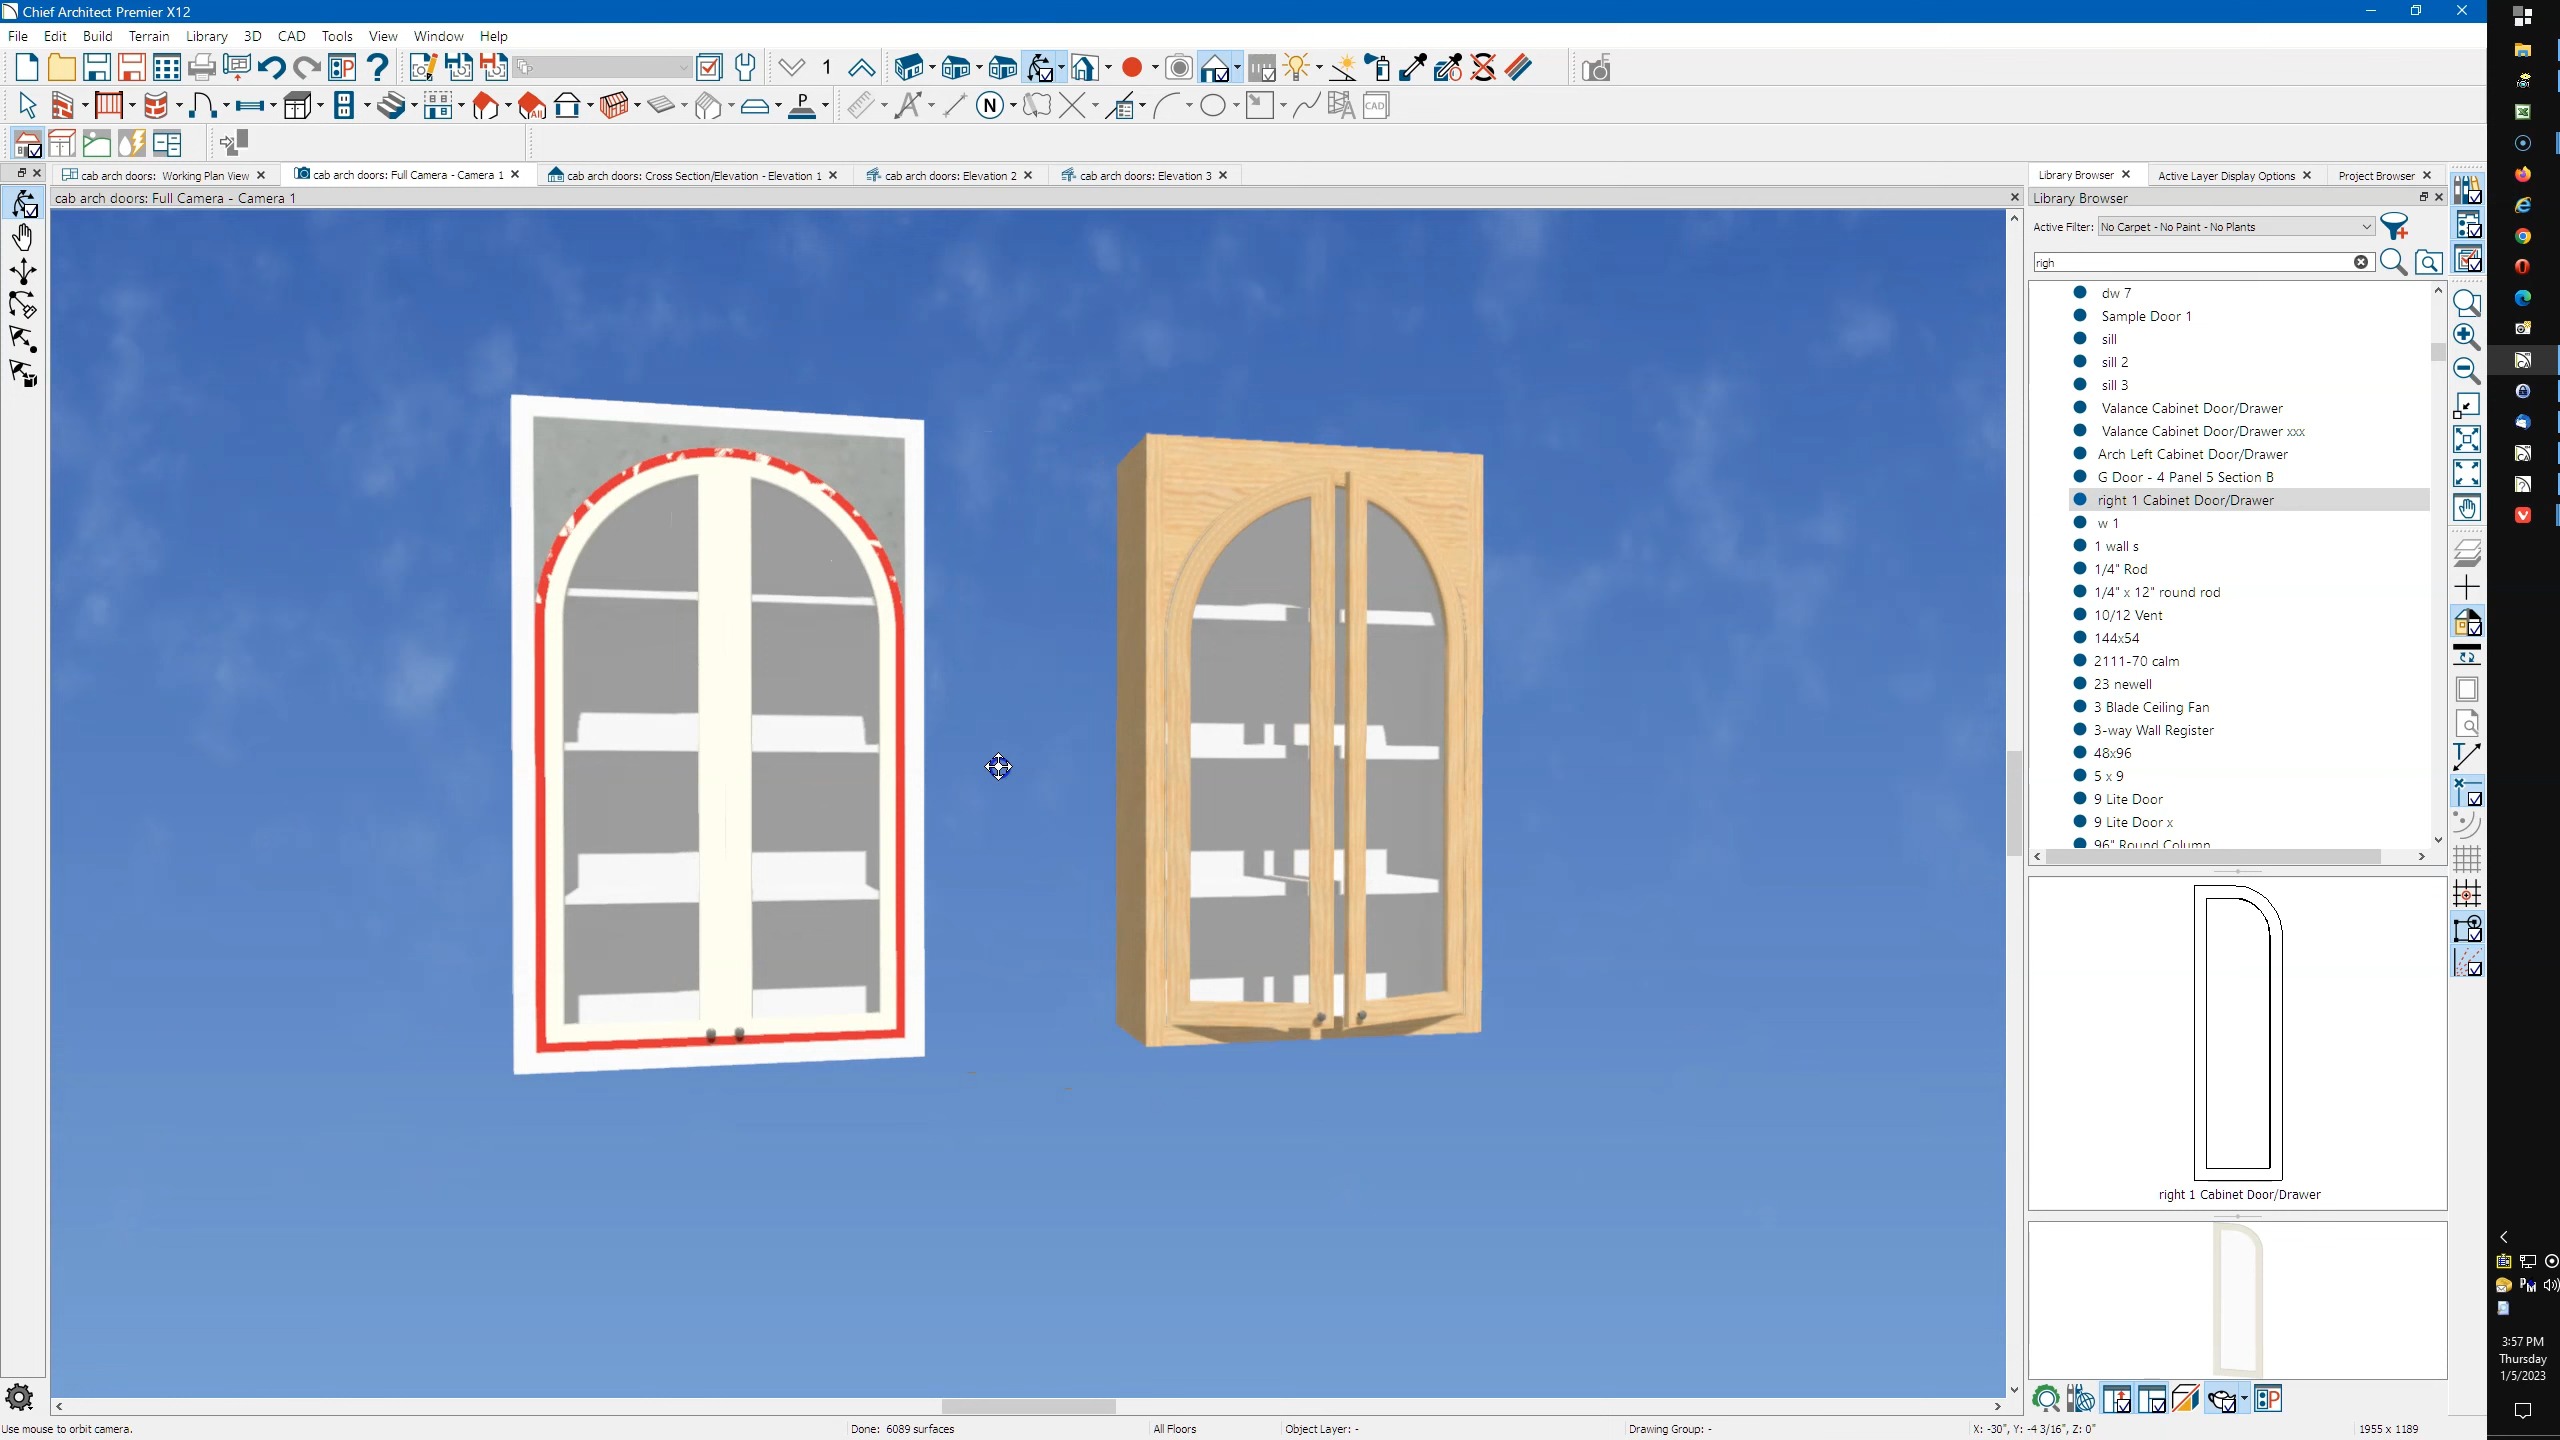 Chief Architect Premier X12
File Edit Build Terrain Library 3D CAD Tools View Window Help
1
N
P
CAD
cab arch doors: Working Plan View
cab arch doors: Full Camera - Camera 1
cab arch doors: Cross Section/Elevation - Elevation 1
cab arch doors: Elevation 2
cab arch doors: Elevation 3
Library Browser
Active Layer Display Options
Project Browser
cab arch doors: Full Camera - Camera 1
Library Browser
Active Filter: No Carpet - No Paint - No Plants
righ
dw 7
Sample Door 1
sill
sill 2
sill 3
Valance Cabinet Door/Drawer
Valance Cabinet Door/Drawer xxx
Arch Left Cabinet Door/Drawer
G Door - 4 Panel 5 Section B
right 1 Cabinet Door/Drawer
w 1
1 wall s
1/4" Rod
1/4" x 12" round rod
10/12 Vent
144x54
2111-70 calm
23 newell
3 Blade Ceiling Fan
3-way Wall Register
48x96
5 x 9
9 Lite Door
9 Lite Door x
96" Round Column
right 1 Cabinet Door/Drawer
3:57 PM
Thursday
1/5/2023
Use mouse to orbit camera.
Done: 6089 surfaces
All Floors
Object Layer: -
Drawing Group: -
X: -30", Y: -4 3/16", Z: 0"
1955 x 1189